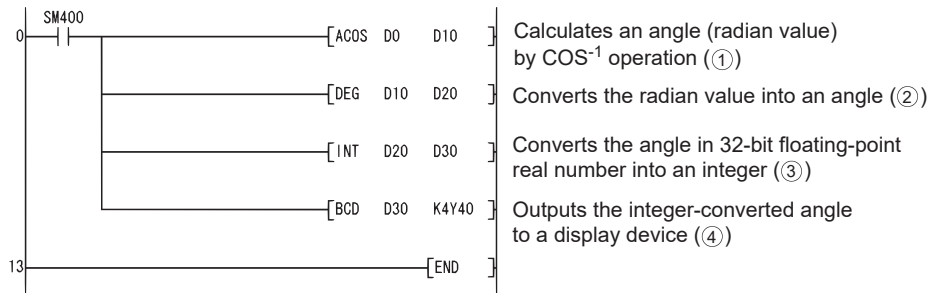 SM400
0 [ACOS D0 D10 ] Calculates an angle (radian value)
by COS-1 operation (①)
[DEG D10 D20 ] Converts the radian value into an angle (②)
[INT D20 D30 ] Converts the angle in 32-bit floating-point
real number into an integer (③)
[BCD D30 K4Y40 ] Outputs the integer-converted angle
to a display device (④)
13 [END ]